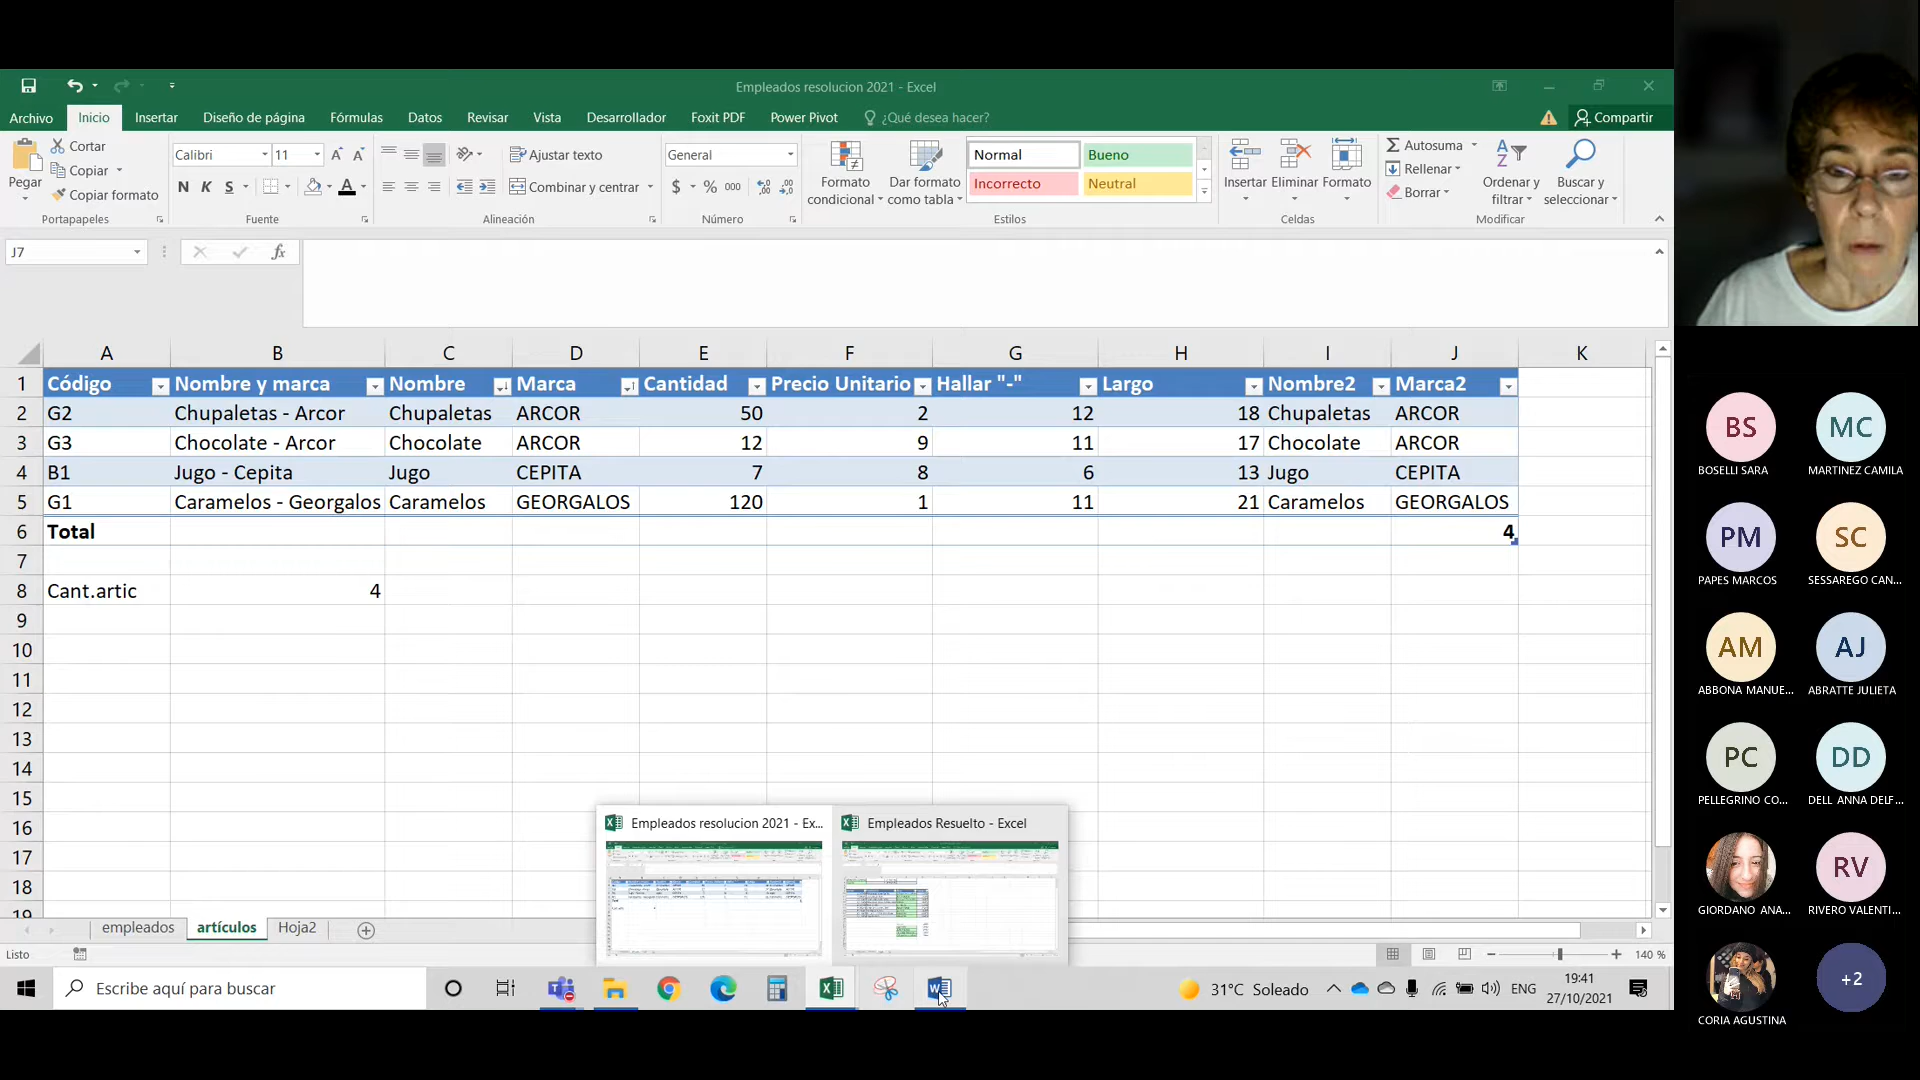 Empleados resolucion 2021 - Excel
Archivo Inicio Insertar Diseño de página Fórmulas Datos Revisar Vista Desarrollador Foxit PDF Power Pivot ¿Qué desea hacer? Compartir
Pegar
Cortar
Copiar
Copiar formato
Portapapeles
Calibri 11
N K S
Fuente
Ajustar texto
Combinar y centrar
Alineación
General
$ % 000
Número
Formato condicional
Dar formato como tabla
Normal Bueno
Incorrecto Neutral
Estilos
Insertar Eliminar Formato
Celdas
Autosuma
Rellenar
Borrar
Ordenar y filtrar
Buscar y seleccionar
Modificar
J7 fx
A B C D E F G H I J K
1 Código Nombre y marca Nombre Marca Cantidad Precio Unitario Hallar "-" Largo Nombre2 Marca2
2 G2 Chupaletas - Arcor Chupaletas ARCOR 50 2 12 18 Chupaletas ARCOR
3 G3 Chocolate - Arcor Chocolate ARCOR 12 9 11 17 Chocolate ARCOR
4 B1 Jugo - Cepita Jugo CEPITA 7 8 6 13 Jugo CEPITA
5 G1 Caramelos - Georgalos Caramelos GEORGALOS 120 1 11 21 Caramelos GEORGALOS
6 Total 4
7
8 Cant.artic 4
9
10
11
12
13
14
15
16
17
18
19
Empleados resolucion 2021 - Ex... Empleados Resuelto - Excel
empleados artículos Hoja2
Listo 140 %
Escribe aquí para buscar
31°C Soleado ENG
19:41
27/10/2021
BS MC
BOSELLI SARA MARTINEZ CAMILA
PM SC
PAPES MARCOS SESSAREGO CAN...
AM AJ
ABBONA MANUE... ABRATTE JULIETA
PC DD
PELLEGRINO CO... DELL ANNA DELF...
RV
GIORDANO ANA... RIVERO VALENTI...
+2
CORIA AGUSTINA